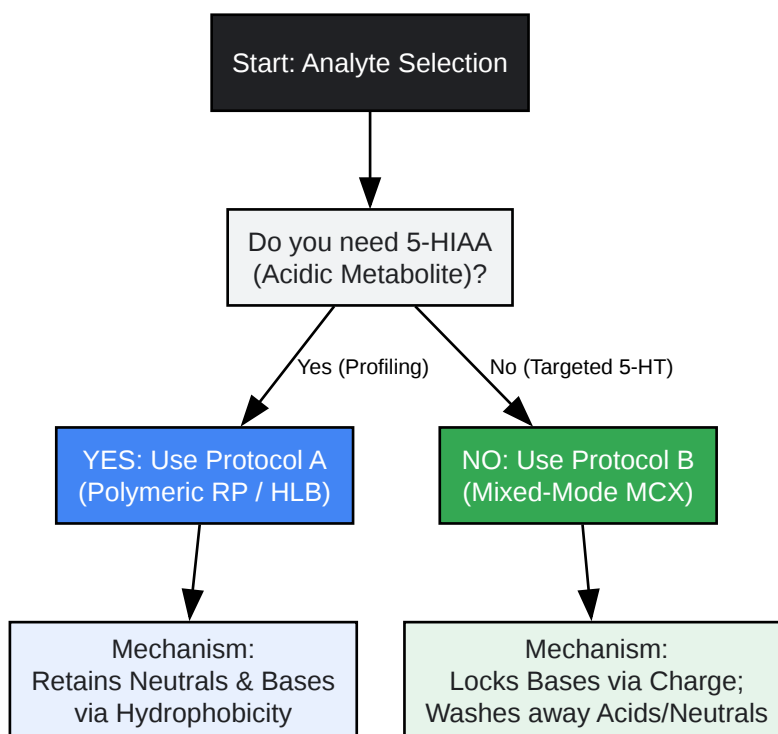 Start: Analyte Selection
Do you need 5-HIAA
(Acidic Metabolite)?
Yes (Profiling)
No (Targeted 5-HT)
YES: Use Protocol A
(Polymeric RP / HLB)
NO: Use Protocol B
(Mixed-Mode MCX)
Mechanism:
Retains Neutrals & Bases
via Hydrophobicity
Mechanism:
Locks Bases via Charge;
Washes away Acids/Neutrals